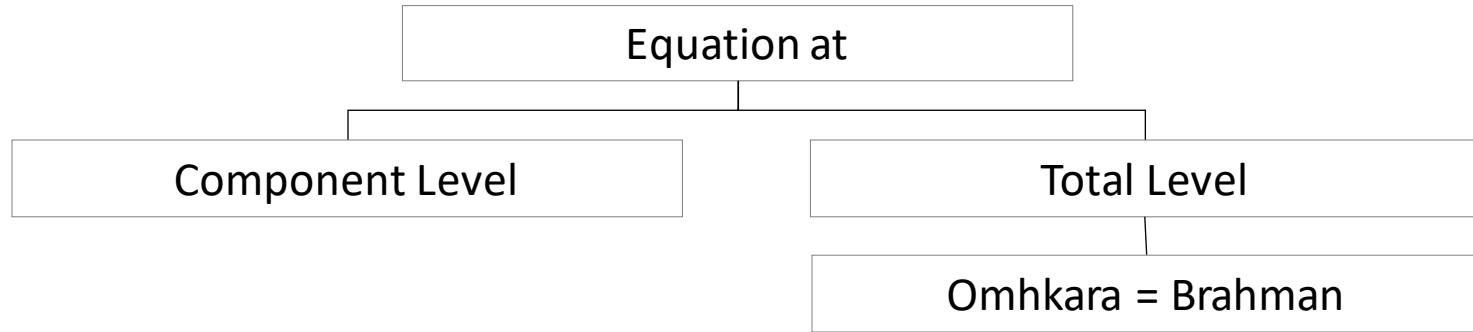 Equation at
Component Level
Total Level
Omhkara = Brahman